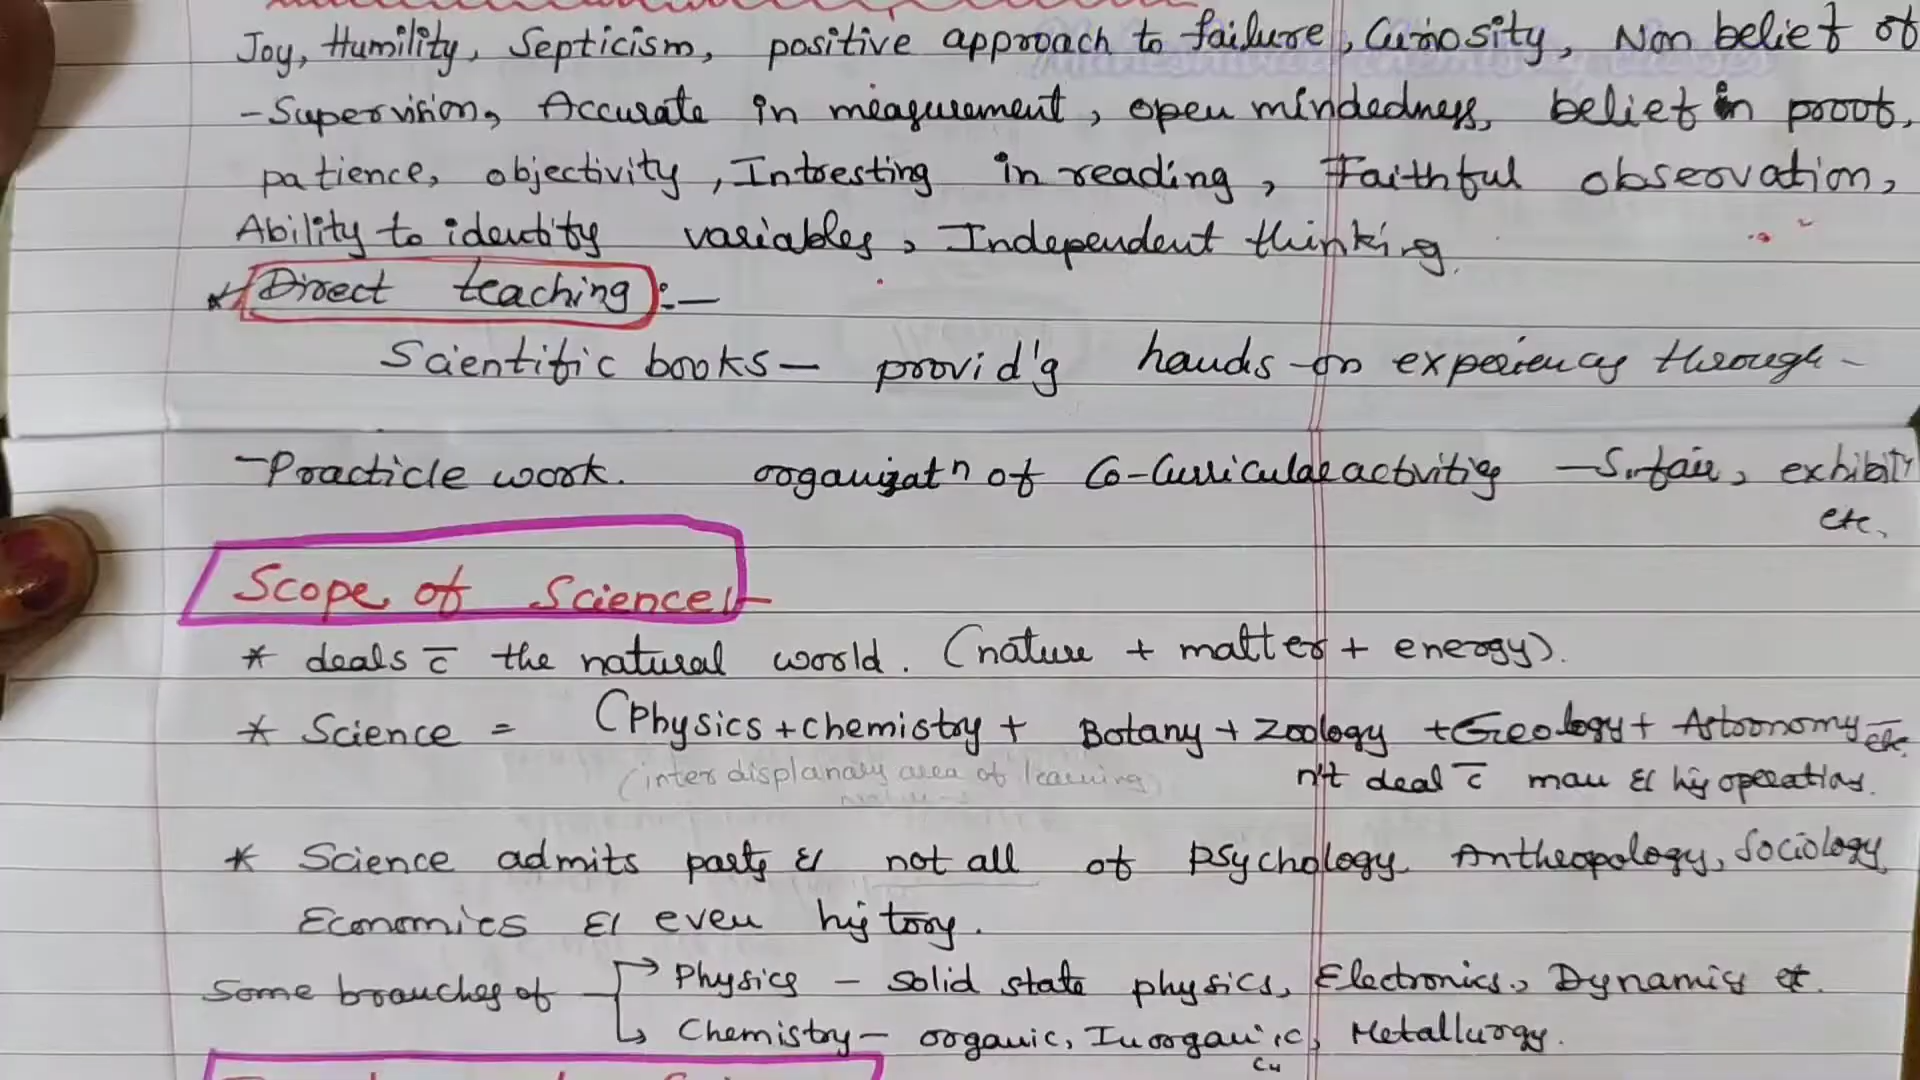 Joy, Humility, Septicism, positive approach to failure, Curiosity, Non belief of
-Supervision, Accurate in measurement, open mindedness, belief in proof,
patience, objectivity, Intresting in reading, Faithful observation,
Ability to identify variables, Independent thinking.
* Direct teaching :—
Scientific books — provid'g hands-on experiences through -
- Practicle work. organizatn of Co-Curricular activities — S.fair, exhibit
etc.
Scope of Science :-
* deals c̄ the natural world. (nature + matter + energy).
* Science = (Physics + chemistry + Botany + Zoology + Geology + Astronomy etc.
(inter displanary area of learning) n't deal c̄ man & his operations.
* Science admits parts & not all of Psychology Anthropology, Sociology
Economics & even history.
Some branches of → Physics — Solid state physics, Electronics, Dynamics et.
↳ Chemistry — organic, Inorganic, Metallurgy.